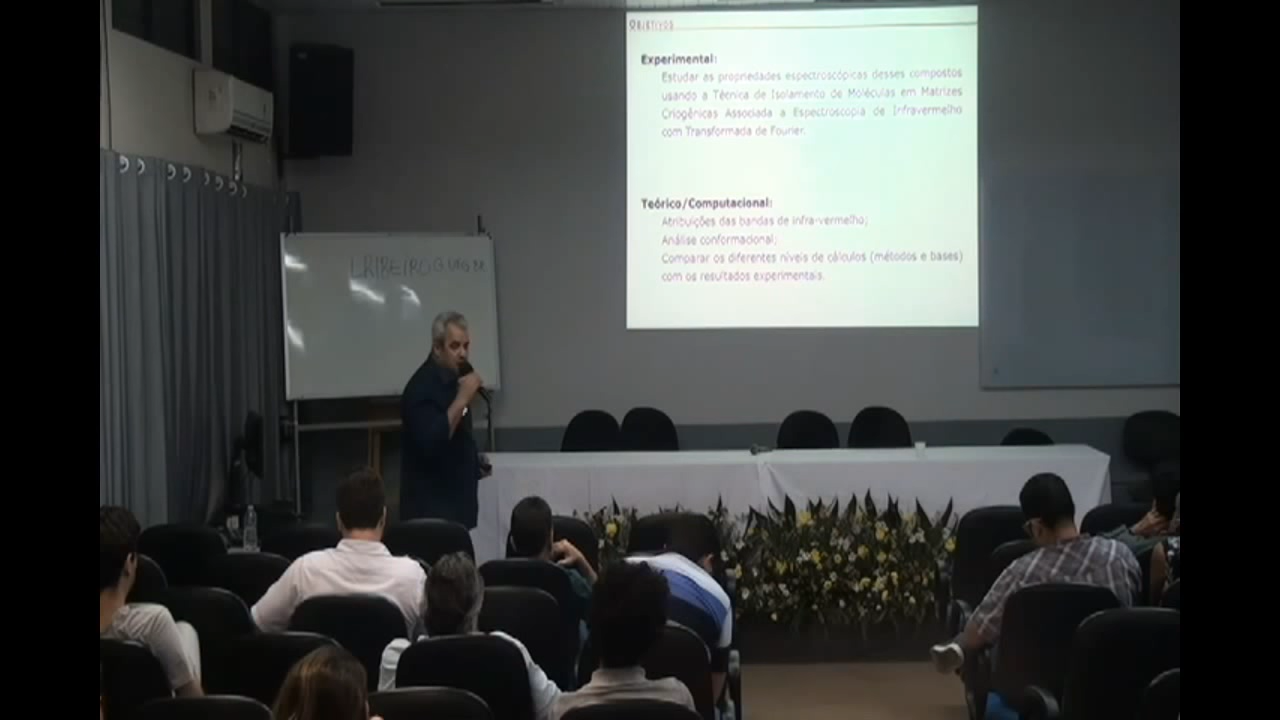 OBJETIVOS
Experimental:
Estudar as propriedades espectroscópicas desses compostos
usando a Técnica de Isolamento de Moléculas em Matrizes
Criogênicas Associada a Espectroscopia de Infravermelho
com Transformada de Fourier.
Teórico/Computacional:
Atribuições das bandas de infra-vermelho;
Análise conformacional;
Comparar os diferentes níveis de cálculos (métodos e bases)
com os resultados experimentais.